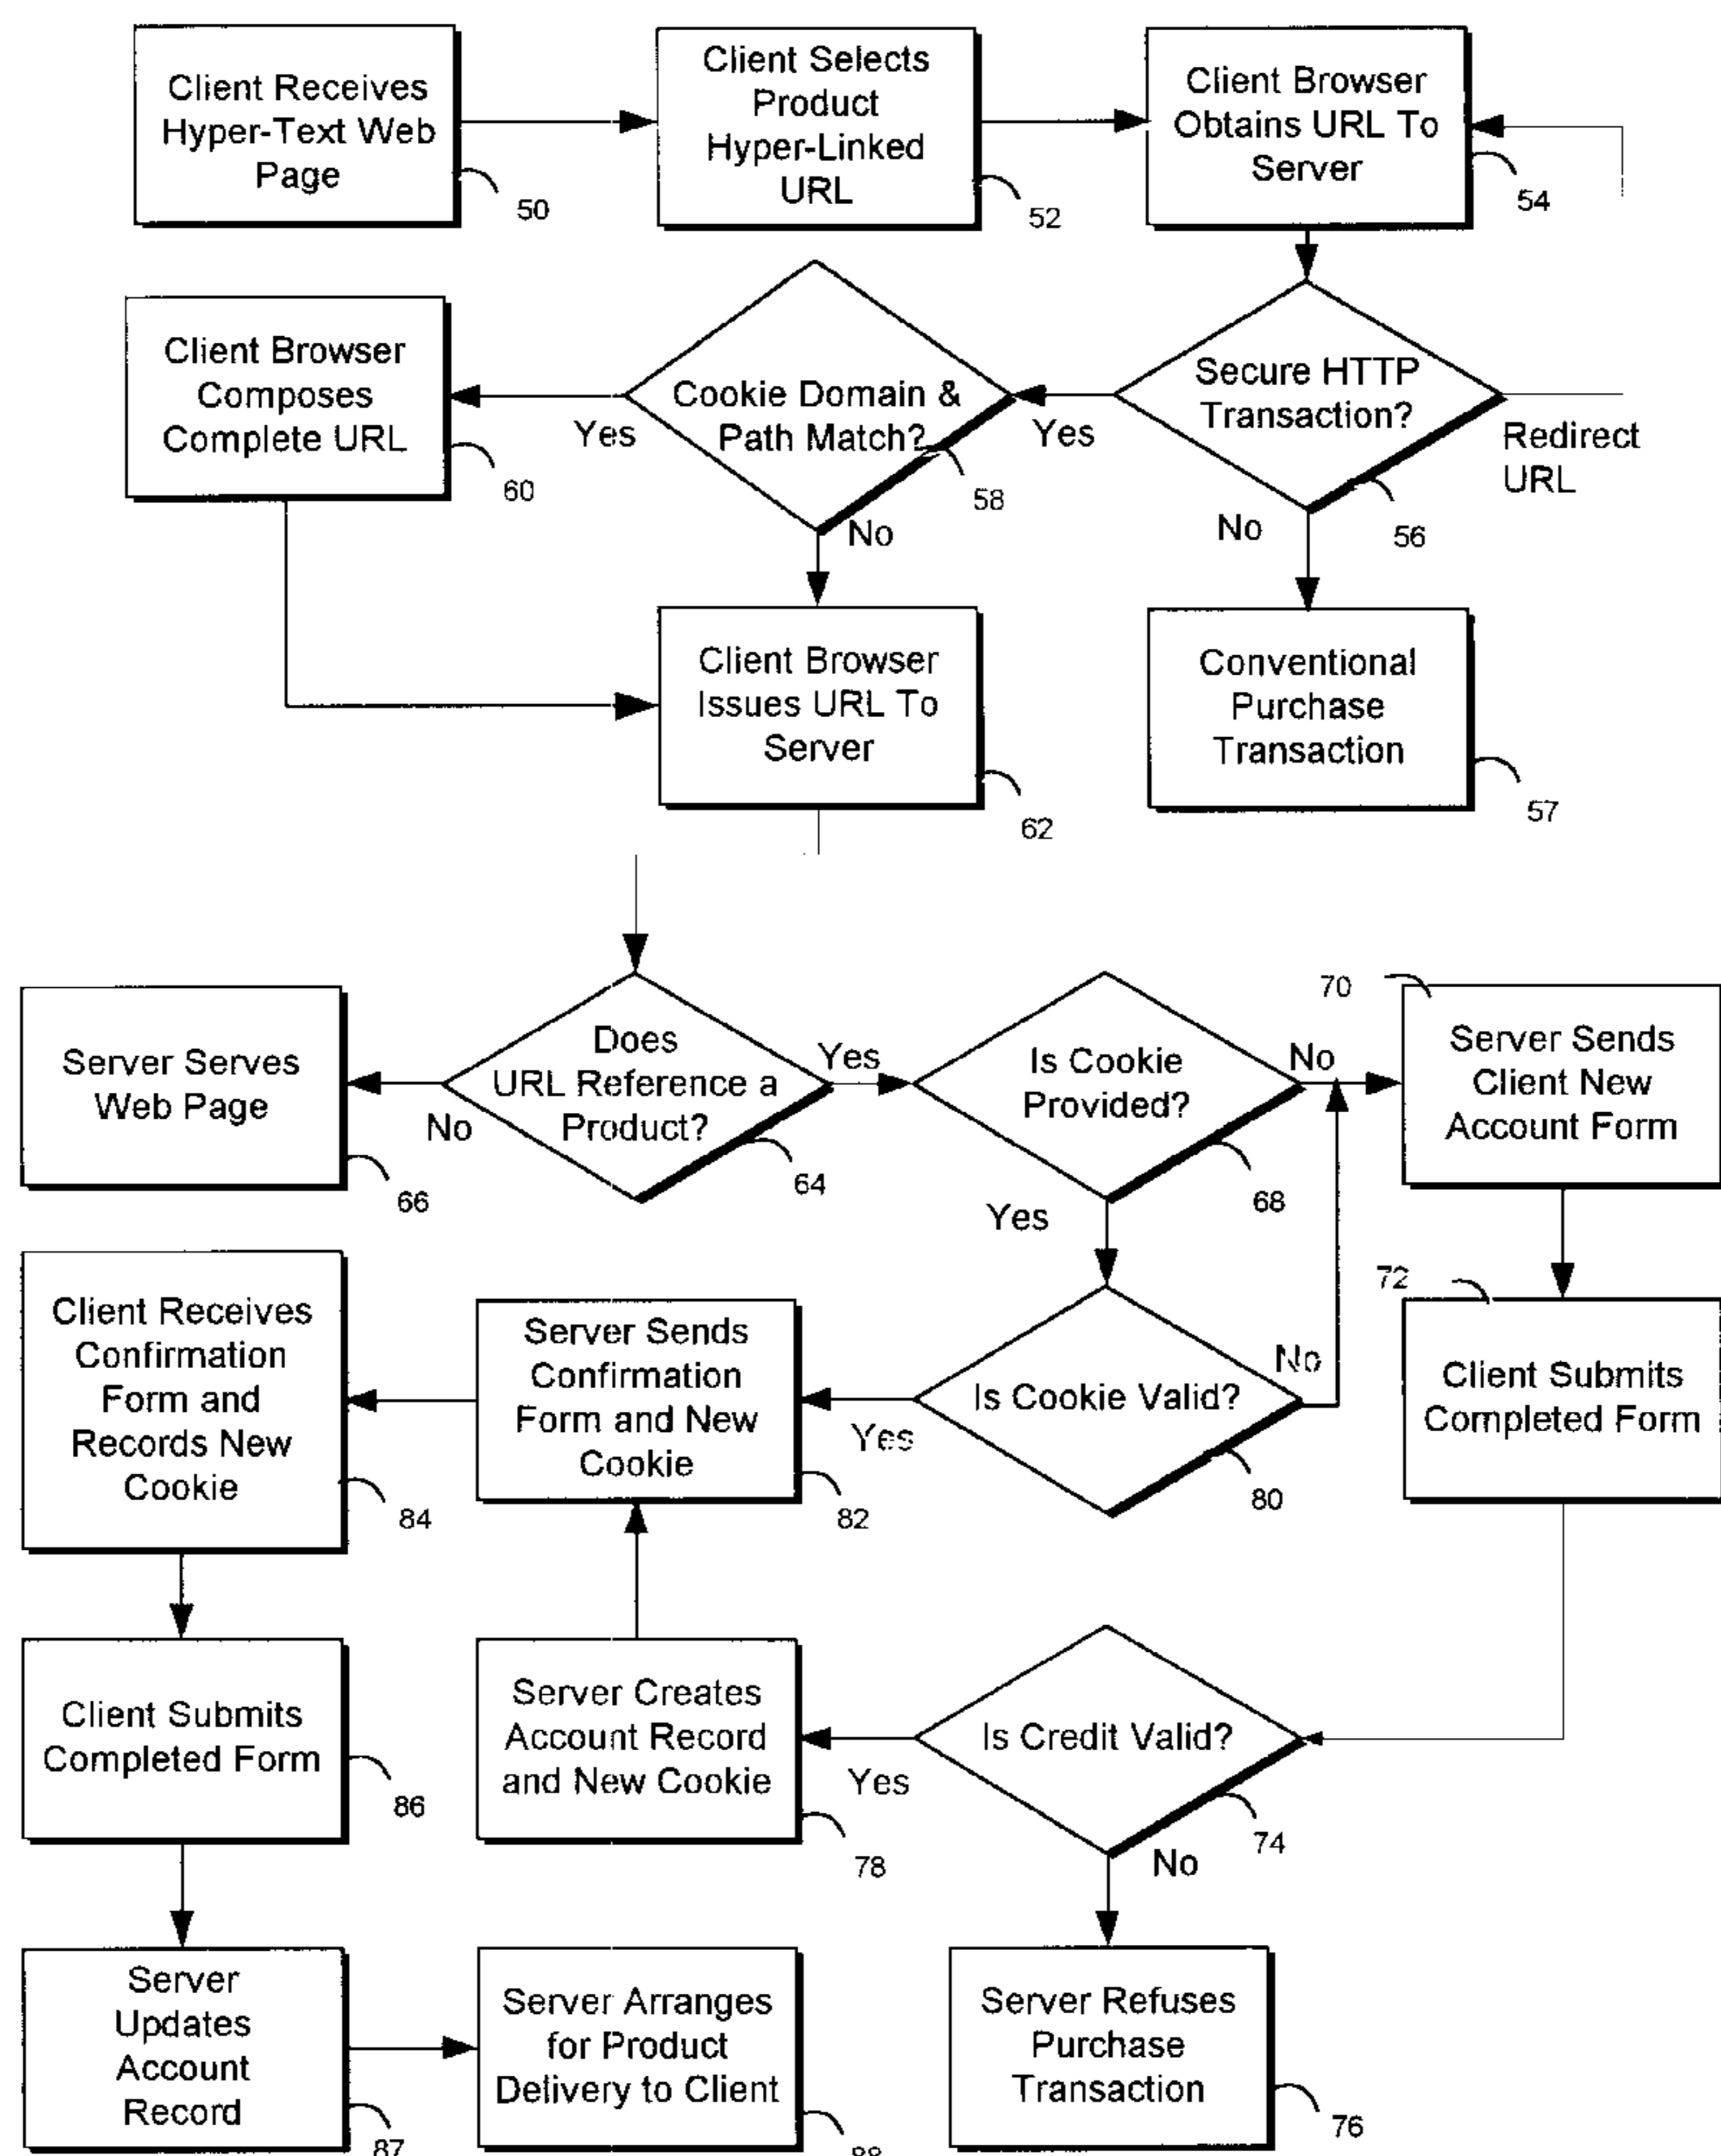 Client Receives
Hyper-Text Web
Page
50
Client Selects
Product
Hyper-Linked
URL
52
Client Browser
Obtains URL To
Server
54
Client Browser
Composes
Complete URL
60
Yes
Cookie Domain &
Path Match?
58
No
Yes
Secure HTTP
Transaction?
56
Redirect
URL
No
Client Browser
Issues URL To
Server
62
Conventional
Purchase
Transaction
57
Server Serves
Web Page
66
No
Does
URL Reference a
Product?
64
Yes
Is Cookie
Provided?
68
No
Yes
70
Server Sends
Client New
Account Form
Client Receives
Confirmation
Form and
Records New
Cookie
84
Server Sends
Confirmation
Form and New
Cookie
82
Yes
Is Cookie Valid?
80
No
72
Client Submits
Completed Form
Client Submits
Completed Form
86
Server Creates
Account Record
and New Cookie
78
Yes
Is Credit Valid?
74
No
Server
Updates
Account
Record
87
Server Arranges
for Product
Delivery to Client
88
Server Refuses
Purchase
Transaction
76